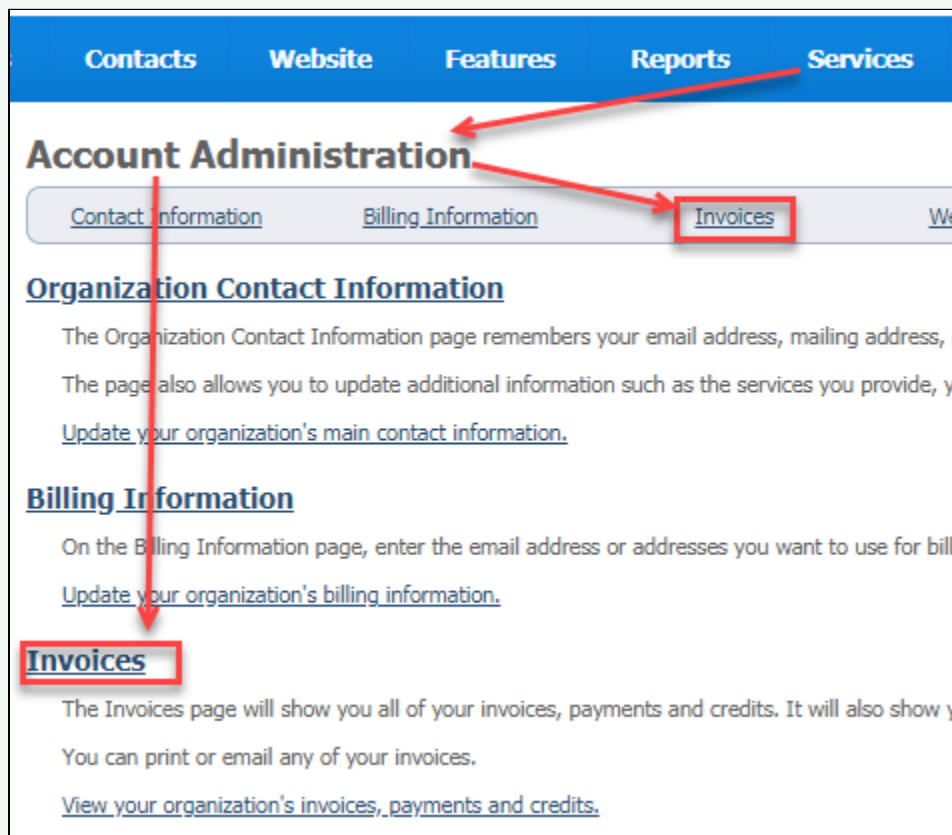 Contacts Website Features Reports Services
Account Administration
Contact Information Billing Information Invoices We
Organization Contact Information
The Organization Contact Information page remembers your email address, mailing address,
The page also allows you to update additional information such as the services you provide, y
Update your organization's main contact information.
Billing Information
On the Billing Information page, enter the email address or addresses you want to use for bill
Update your organization's billing information.
Invoices
The Invoices page will show you all of your invoices, payments and credits. It will also show y
You can print or email any of your invoices.
View your organization's invoices, payments and credits.